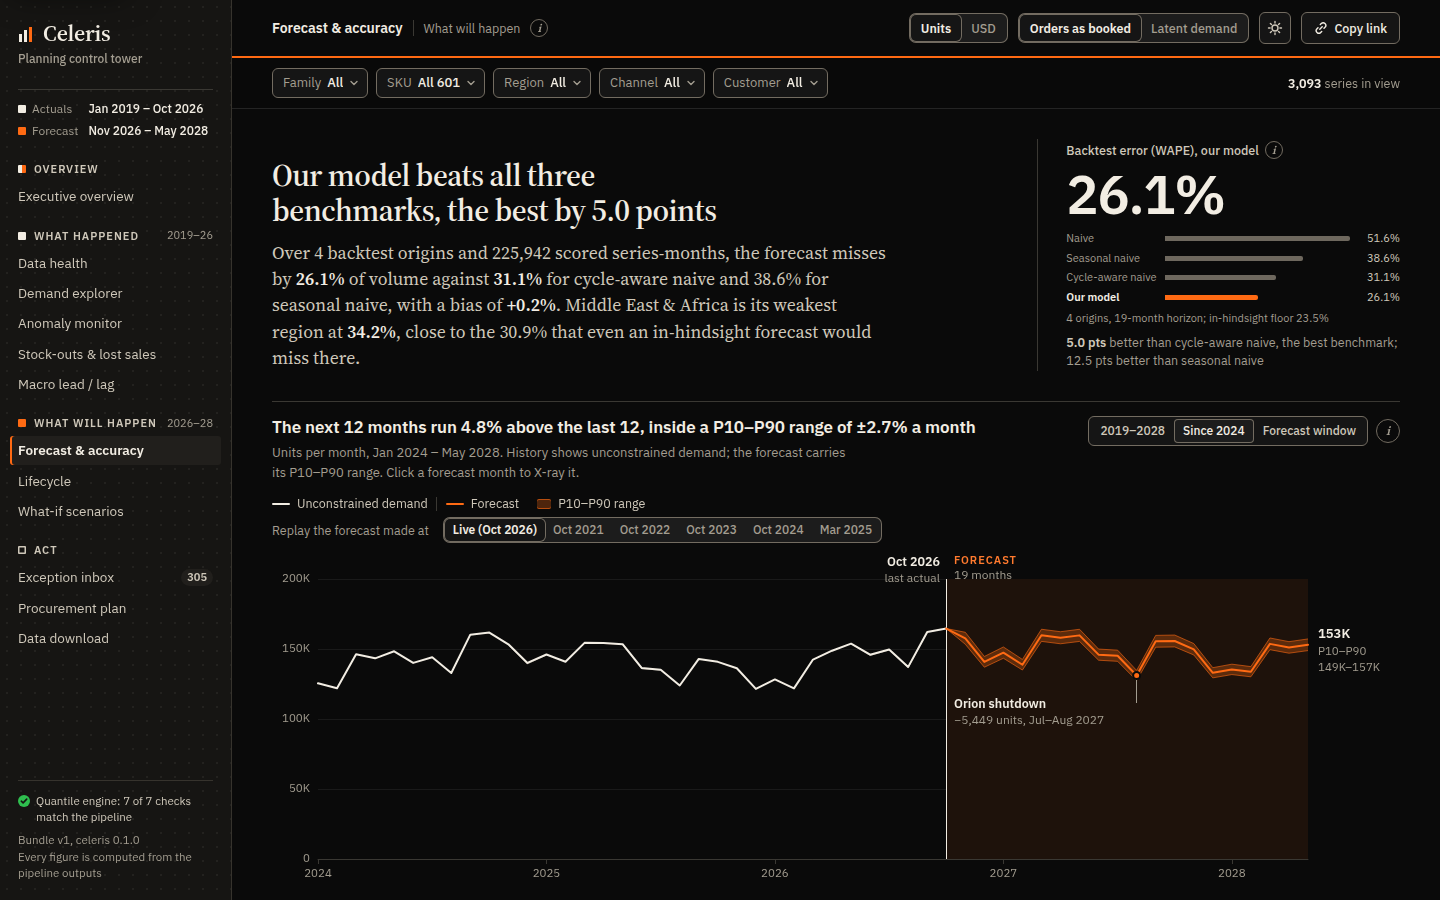 Celeris
Planning control tower
Actuals Jan 2019 – Oct 2026
Forecast Nov 2026 – May 2028
OVERVIEW
Executive overview
WHAT HAPPENED 2019–26
Data health
Demand explorer
Anomaly monitor
Stock-outs & lost sales
Macro lead / lag
WHAT WILL HAPPEN 2026–28
Forecast & accuracy
Lifecycle
What-if scenarios
ACT
Exception inbox 305
Procurement plan
Data download
Quantile engine: 7 of 7 checks
match the pipeline
Bundle v1, celeris 0.1.0
Every figure is computed from the
pipeline outputs
Forecast & accuracy What will happen i
Units USD Orders as booked Latent demand Copy link
Family All SKU All 601 Region All Channel All Customer All
3,093 series in view
Our model beats all three
benchmarks, the best by 5.0 points
Over 4 backtest origins and 225,942 scored series-months, the forecast misses
by 26.1% of volume against 31.1% for cycle-aware naive and 38.6% for
seasonal naive, with a bias of +0.2%. Middle East & Africa is its weakest
region at 34.2%, close to the 30.9% that even an in-hindsight forecast would
miss there.
Backtest error (WAPE), our model i
26.1%
Naive 51.6%
Seasonal naive 38.6%
Cycle-aware naive 31.1%
Our model 26.1%
4 origins, 19-month horizon; in-hindsight floor 23.5%
5.0 pts better than cycle-aware naive, the best benchmark;
12.5 pts better than seasonal naive
The next 12 months run 4.8% above the last 12, inside a P10–P90 range of ±2.7% a month
2019–2028 Since 2024 Forecast window i
Units per month, Jan 2024 – May 2028. History shows unconstrained demand; the forecast carries
its P10–P90 range. Click a forecast month to X-ray it.
Unconstrained demand Forecast P10–P90 range
Replay the forecast made at Live (Oct 2026) Oct 2021 Oct 2022 Oct 2023 Oct 2024 Mar 2025
Oct 2026 FORECAST
last actual 19 months
200K
150K
100K
50K
0
153K
P10–P90
149K–157K
Orion shutdown
−5,449 units, Jul–Aug 2027
2024 2025 2026 2027 2028